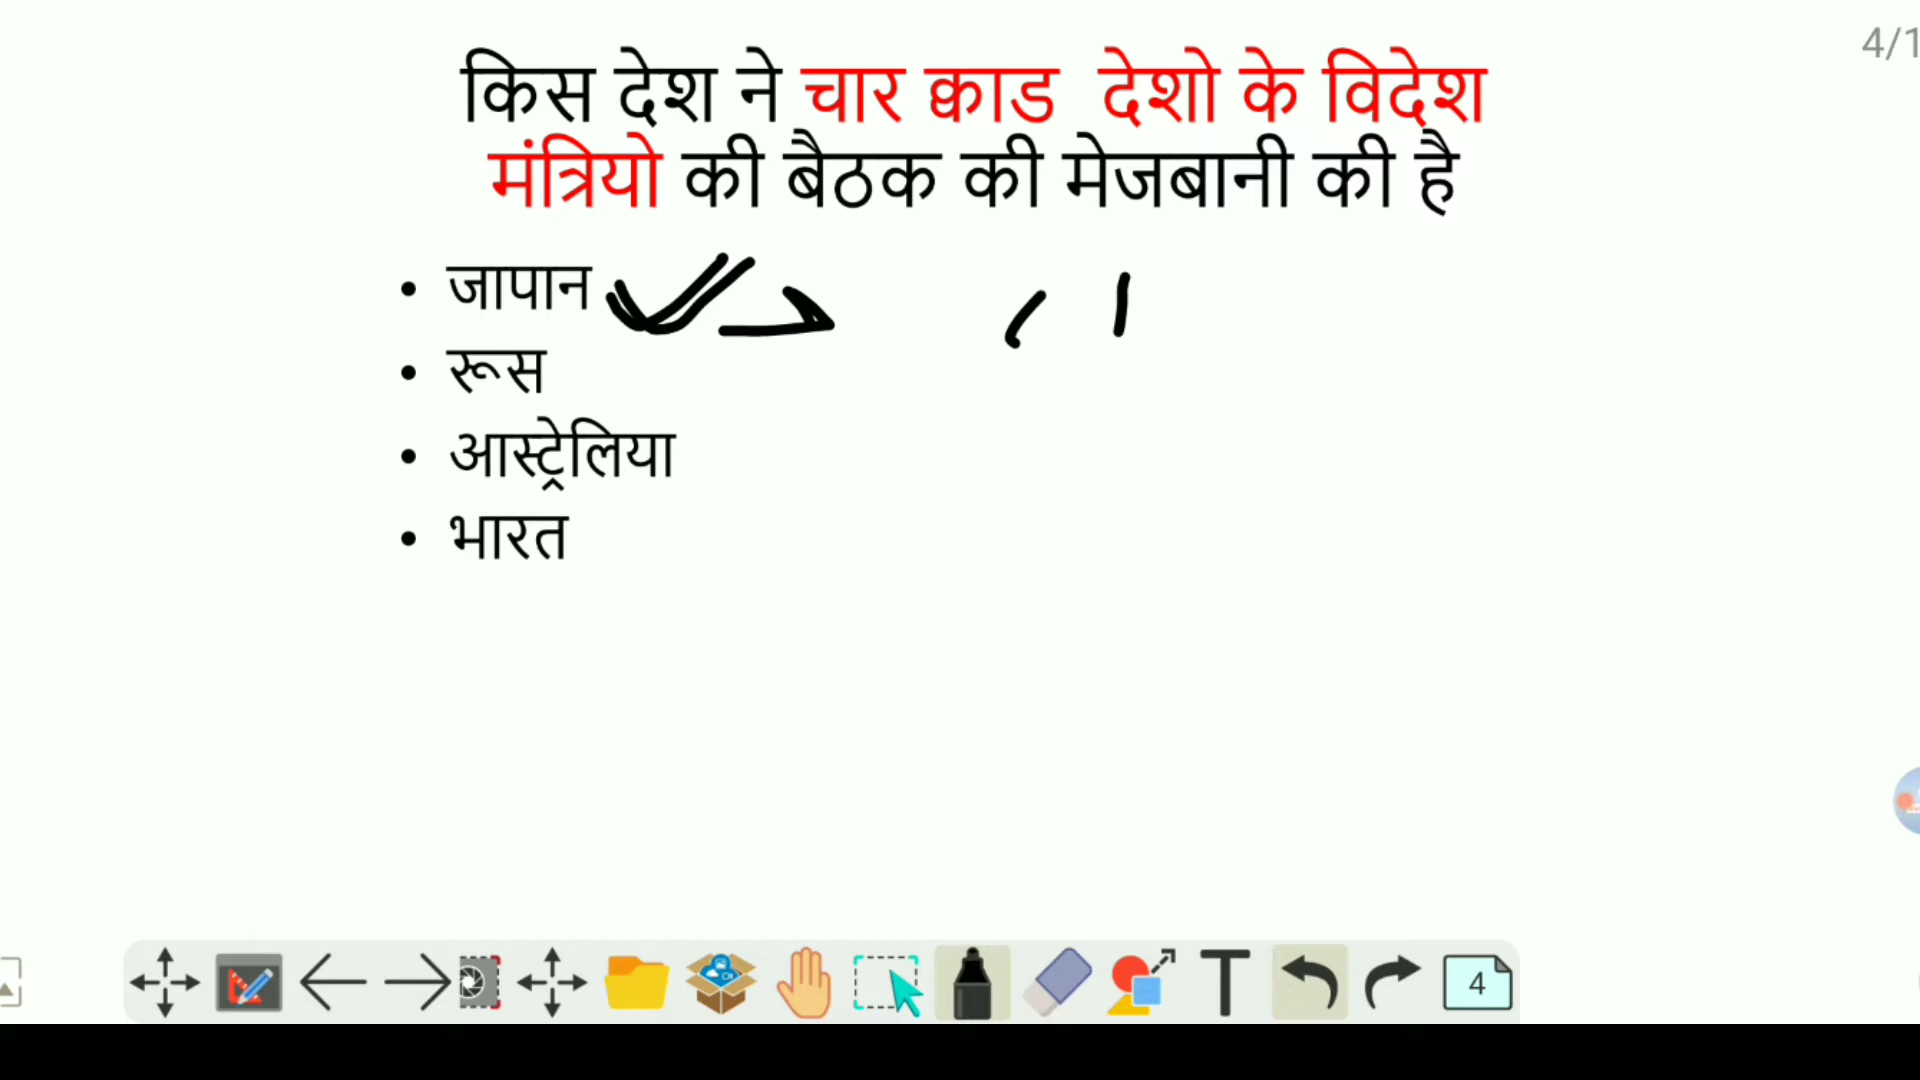 4/1
किस देश ने चार क्वाड देशो के विदेश
मंत्रियो की बैठक की मेजबानी की है
• जापान
• रूस
• आस्ट्रेलिया
• भारत
T
4